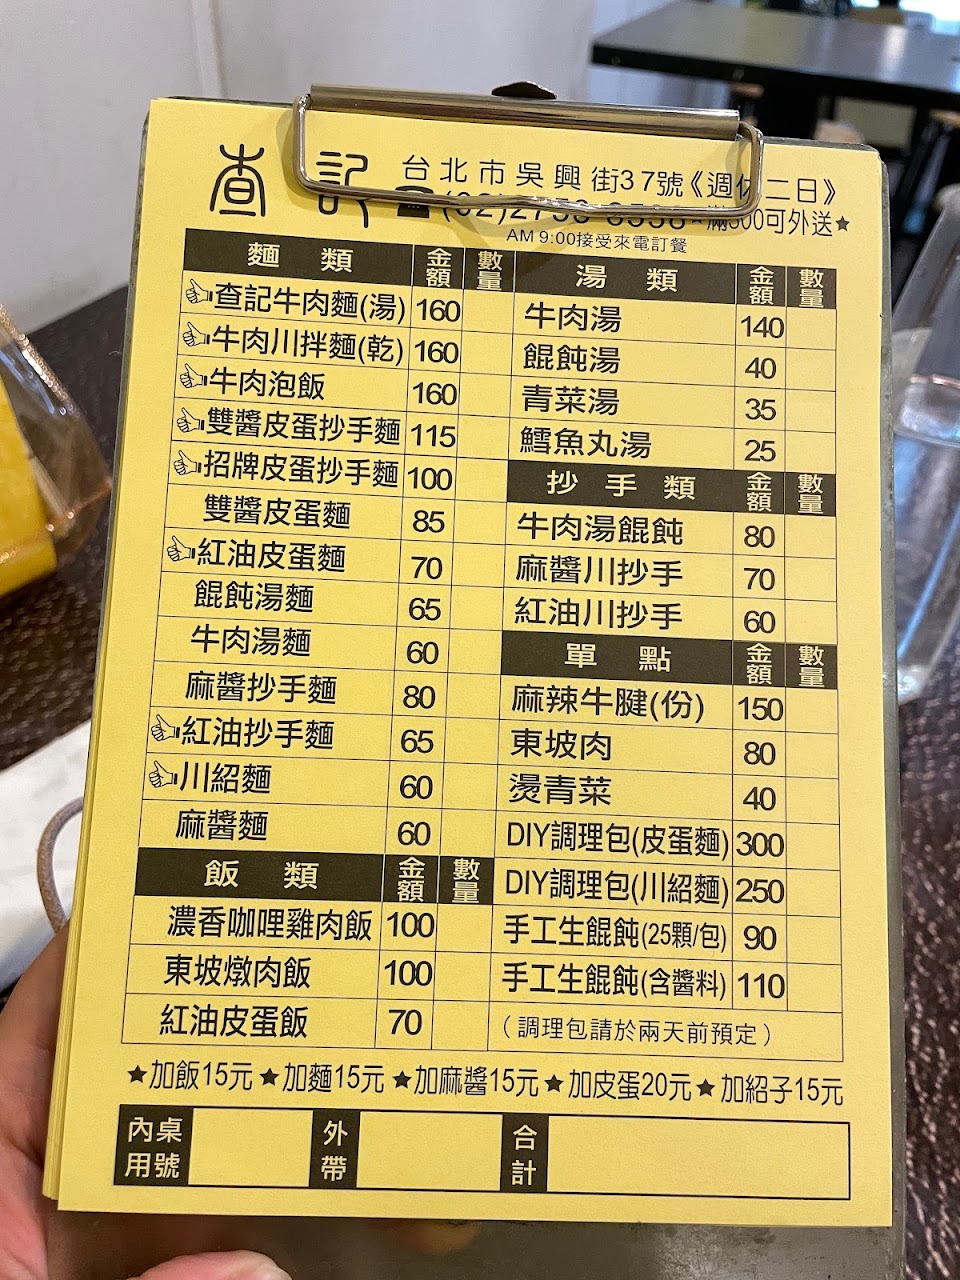 查記
台北市吳興街37號《週休二日》
滿500可外送★
AM 9:00接受來電訂餐
麵類 金額 數量
查記牛肉麵(湯) 160
牛肉川拌麵(乾) 160
牛肉泡飯 160
雙醬皮蛋抄手麵 115
招牌皮蛋抄手麵 100
雙醬皮蛋麵 85
紅油皮蛋麵 70
餛飩湯麵 65
牛肉湯麵 60
麻醬抄手麵 80
紅油抄手麵 65
川紹麵 60
麻醬麵 60
飯類 金額 數量
濃香咖哩雞肉飯 100
東坡燉肉飯 100
紅油皮蛋飯 70
湯類 金額 數量
牛肉湯 140
餛飩湯 40
青菜湯 35
鱈魚丸湯 25
抄手類 金額 數量
牛肉湯餛飩 80
麻醬川抄手 70
紅油川抄手 60
單點 金額 數量
麻辣牛腱(份) 150
東坡肉 80
燙青菜 40
DIY調理包(皮蛋麵) 300
DIY調理包(川紹麵) 250
手工生餛飩(25顆/包) 90
手工生餛飩(含醬料) 110
(調理包請於兩天前預定)
★加飯15元★加麵15元★加麻醬15元★加皮蛋20元★加紹子15元
內用桌號 外帶 合計